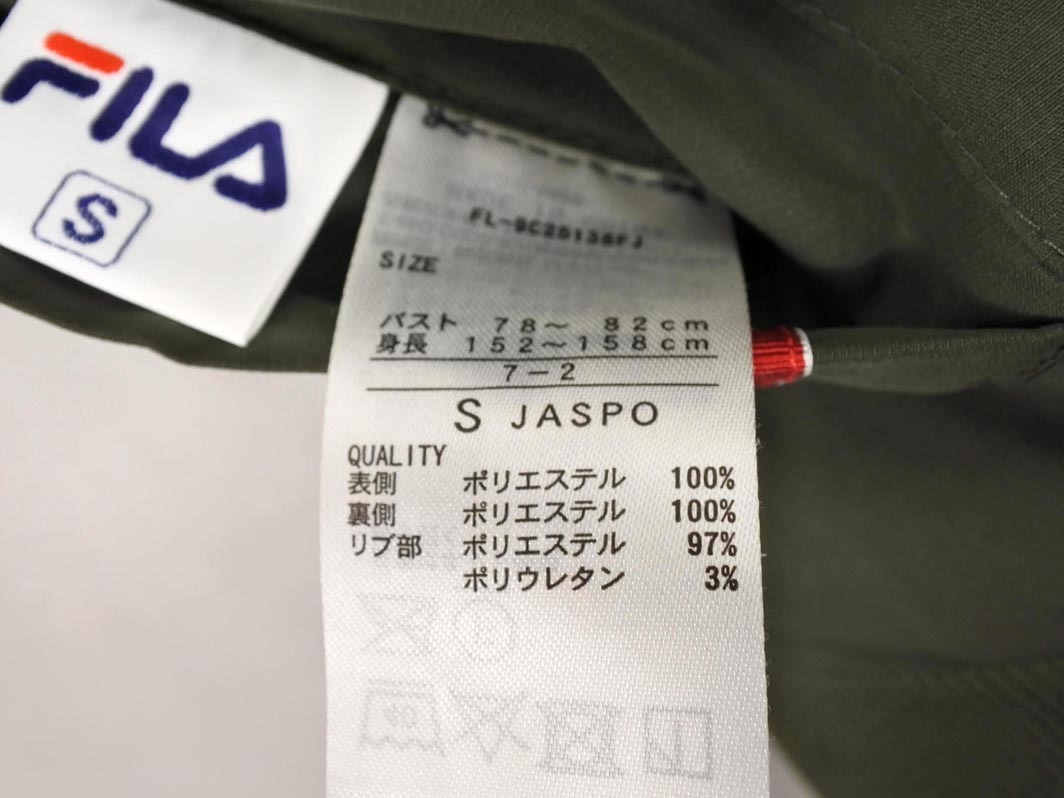 FILA
S
SIZE
バスト 78〜 82cm
身長 152〜158cm
7-2
S JASPO
QUALITY
表側 ポリエステル 100%
裏側 ポリエステル 100%
リブ部 ポリエステル 97%
ポリウレタン 3%